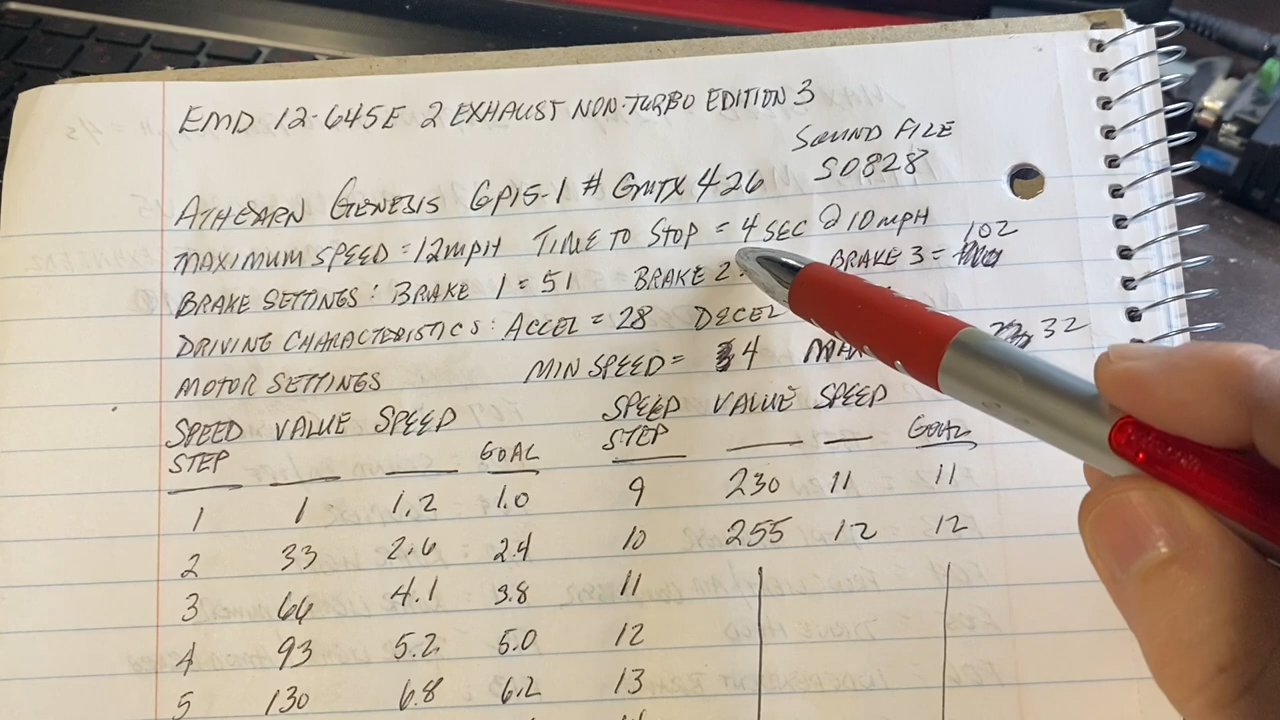 EMD 12-645E 2 EXHAUST NON-TURBO EDITION 3
SOUND FILE
S0828
ATHEARN GENESIS GP15-1 # GMTX 426
MAXIMUM SPEED = 12MPH TIME TO STOP = 4 SEC @ 10MPH
BRAKE SETTINGS: BRAKE 1 = 51 BRAKE 2 BRAKE 3 = 102
DRIVING CHARACTERISTICS: ACCEL = 28 DECEL
MOTOR SETTINGS MIN SPEED = 4 32
SPEED STEP VALUE SPEED GOAL SPEED STEP VALUE SPEED GOAL
1 1 1.2 1.0 9 230 11 11
2 33 2.6 2.4 10 255 12 12
3 66 4.1 3.8 11
4 93 5.2 5.0 12
5 130 6.8 6.2 13